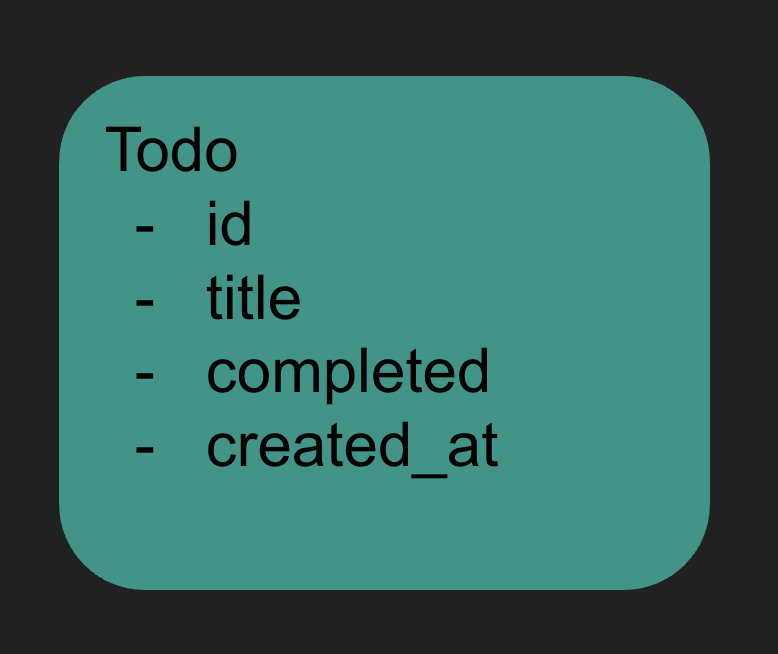 Todo
- id
- title
- completed
- created_at